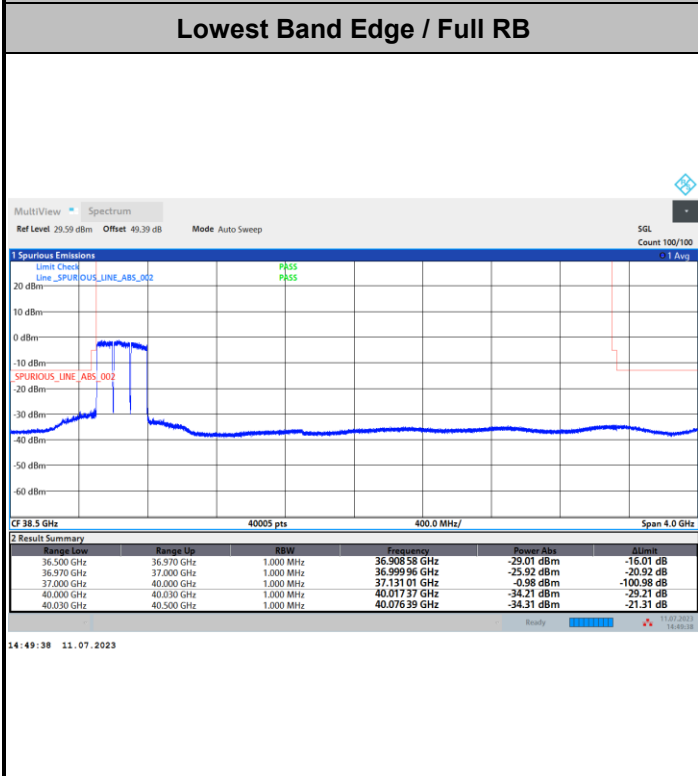 Lowest Band Edge / Full RB
MultiView Spectrum
Ref Level 29.59 dBm Offset 49.39 dB Mode Auto Sweep SGL
Count 100/100
1 Spurious Emissions 1 Avg
Limit Check PASS
Line _SPURIOUS_LINE_ABS_002 PASS
20 dBm
10 dBm
0 dBm
-10 dBm
_SPURIOUS_LINE_ABS_002
-20 dBm
-30 dBm
-40 dBm
-50 dBm
-60 dBm
CF 38.5 GHz 40005 pts 400.0 MHz/ Span 4.0 GHz
2 Result Summary
Range Low Range Up RBW Frequency Power Abs ΔLimit
36.500 GHz 36.970 GHz 1.000 MHz 36.908 58 GHz -29.01 dBm -16.01 dB
36.970 GHz 37.000 GHz 1.000 MHz 36.999 96 GHz -25.92 dBm -20.92 dB
37.000 GHz 40.000 GHz 1.000 MHz 37.131 01 GHz -0.98 dBm -100.98 dB
40.000 GHz 40.030 GHz 1.000 MHz 40.017 37 GHz -34.21 dBm -29.21 dB
40.030 GHz 40.500 GHz 1.000 MHz 40.076 39 GHz -34.31 dBm -21.31 dB
Ready 11.07.2023
14:49:38
14:49:38 11.07.2023